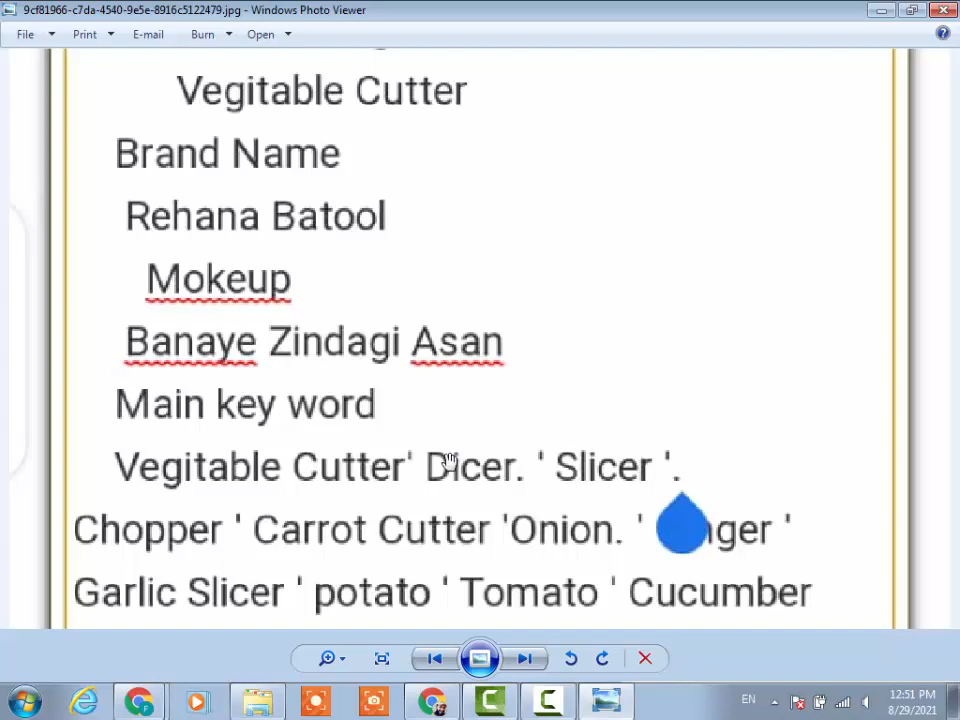 9cf81966-c7da-4540-9e5e-8916c5122479.jpg - Windows Photo Viewer
File Print E-mail Burn Open
Vegitable Cutter
Brand Name
Rehana Batool
Mokeup
Banaye Zindagi Asan
Main key word
Vegitable Cutter' Dicer. ' Slicer '.
Chopper ' Carrot Cutter 'Onion. ' '
Garlic Slicer ' potato ' Tomato ' Cucumber
EN 12:51 PM
8/29/2021